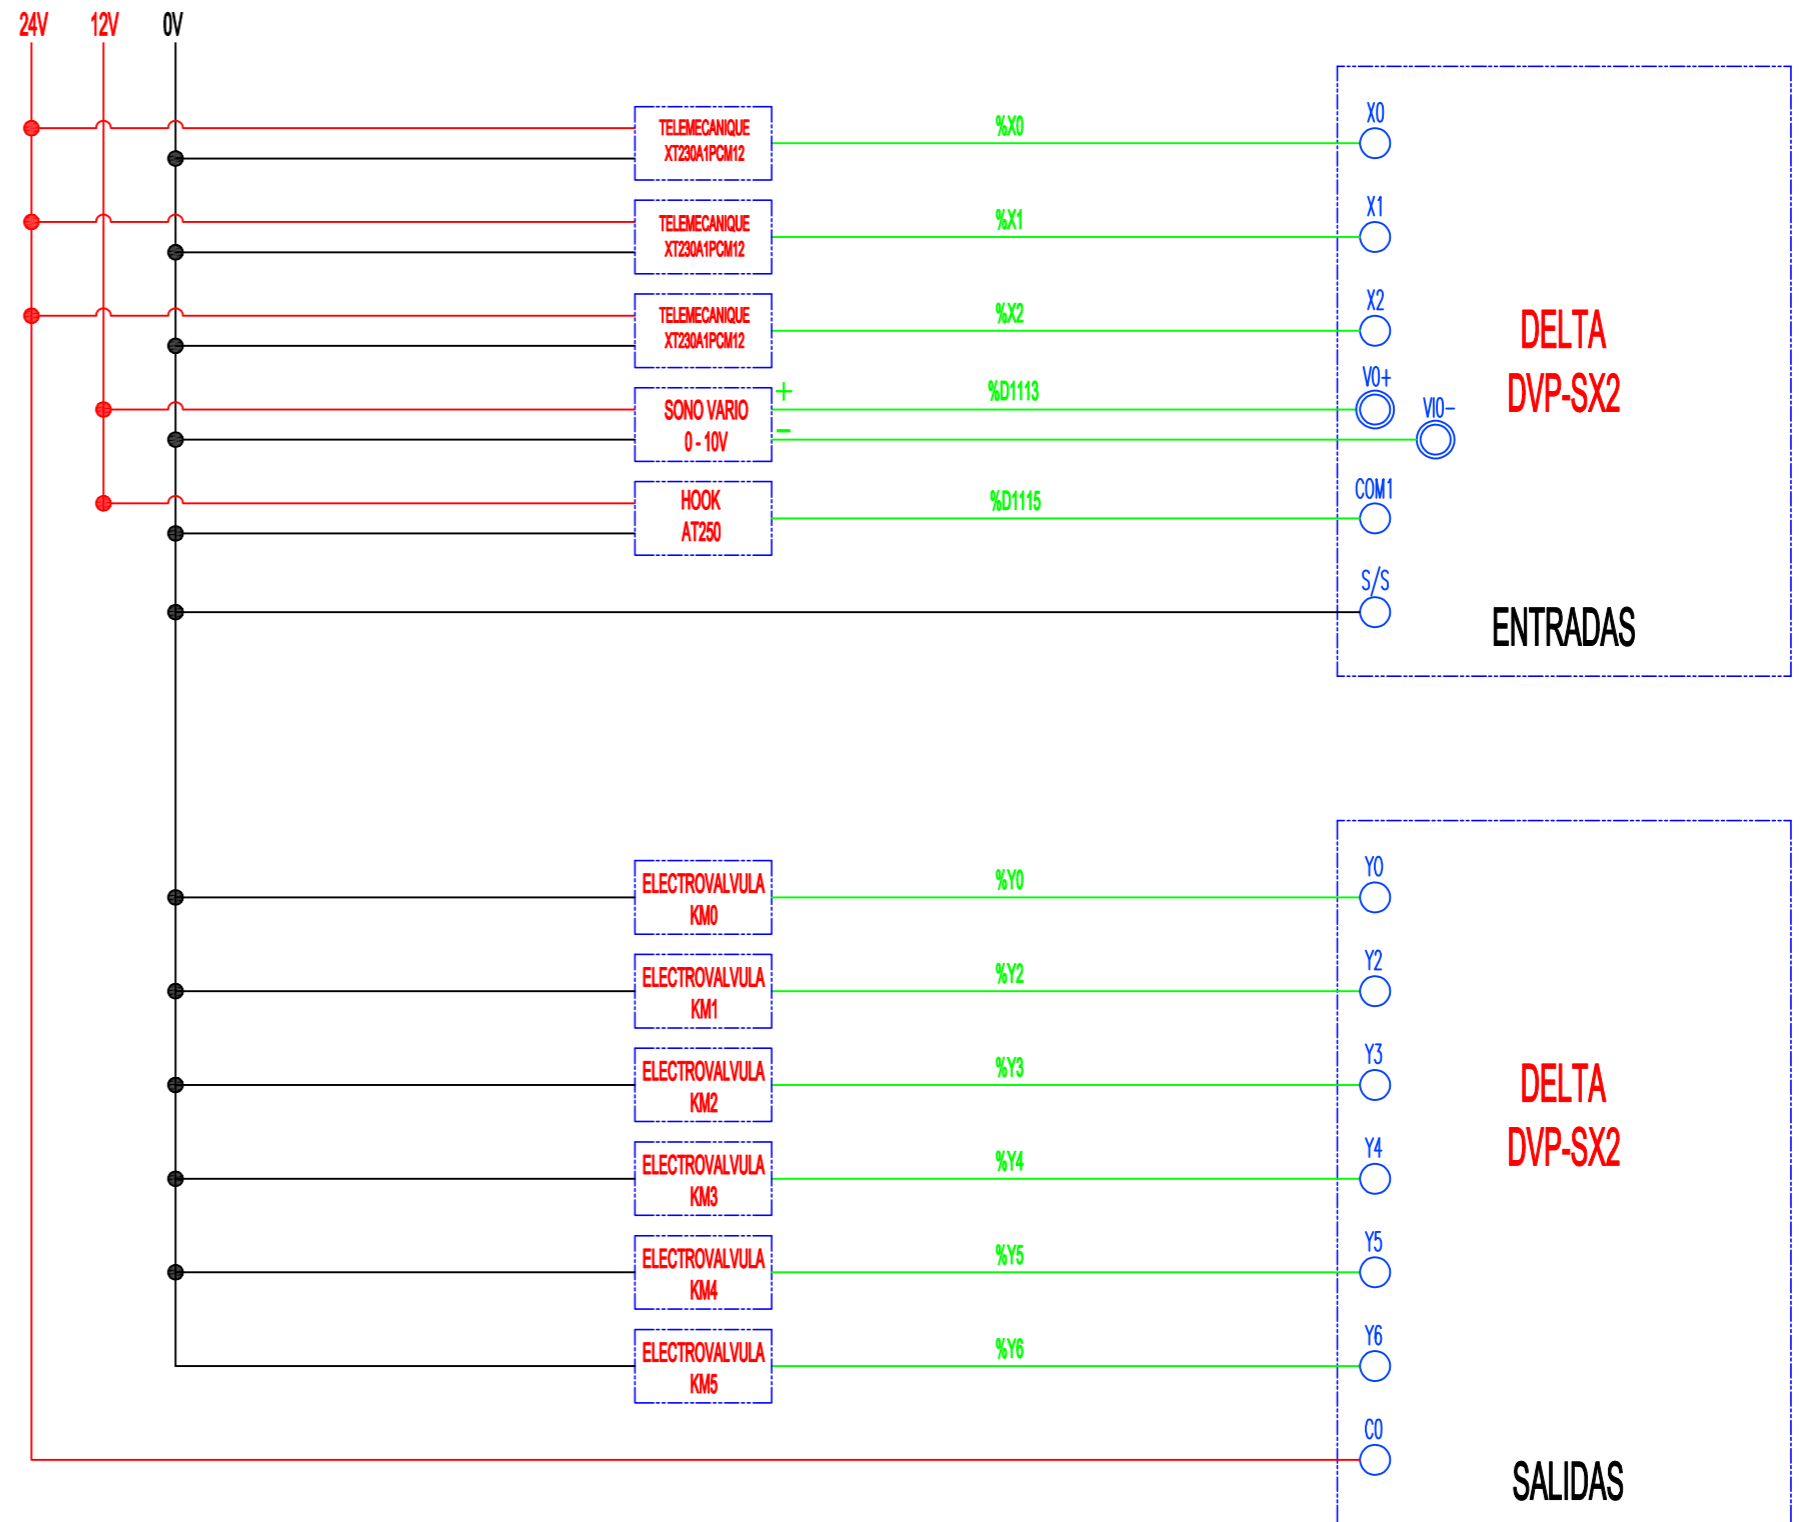 24V 12V 0V
TELEMECANIQUE
XT230A1PCM12
%X0
X0
TELEMECANIQUE
XT230A1PCM12
%X1
X1
TELEMECANIQUE
XT230A1PCM12
%X2
X2
DELTA
DVP-SX2
SONO VARIO
0 - 10V
+
−
%D1113
V0+
VI0−
HOOK
AT250
%D1115
COM1
S/S
ENTRADAS
ELECTROVALVULA
KM0
%Y0
Y0
ELECTROVALVULA
KM1
%Y2
Y2
ELECTROVALVULA
KM2
%Y3
Y3
DELTA
DVP-SX2
ELECTROVALVULA
KM3
%Y4
Y4
ELECTROVALVULA
KM4
%Y5
Y5
ELECTROVALVULA
KM5
%Y6
Y6
C0
SALIDAS